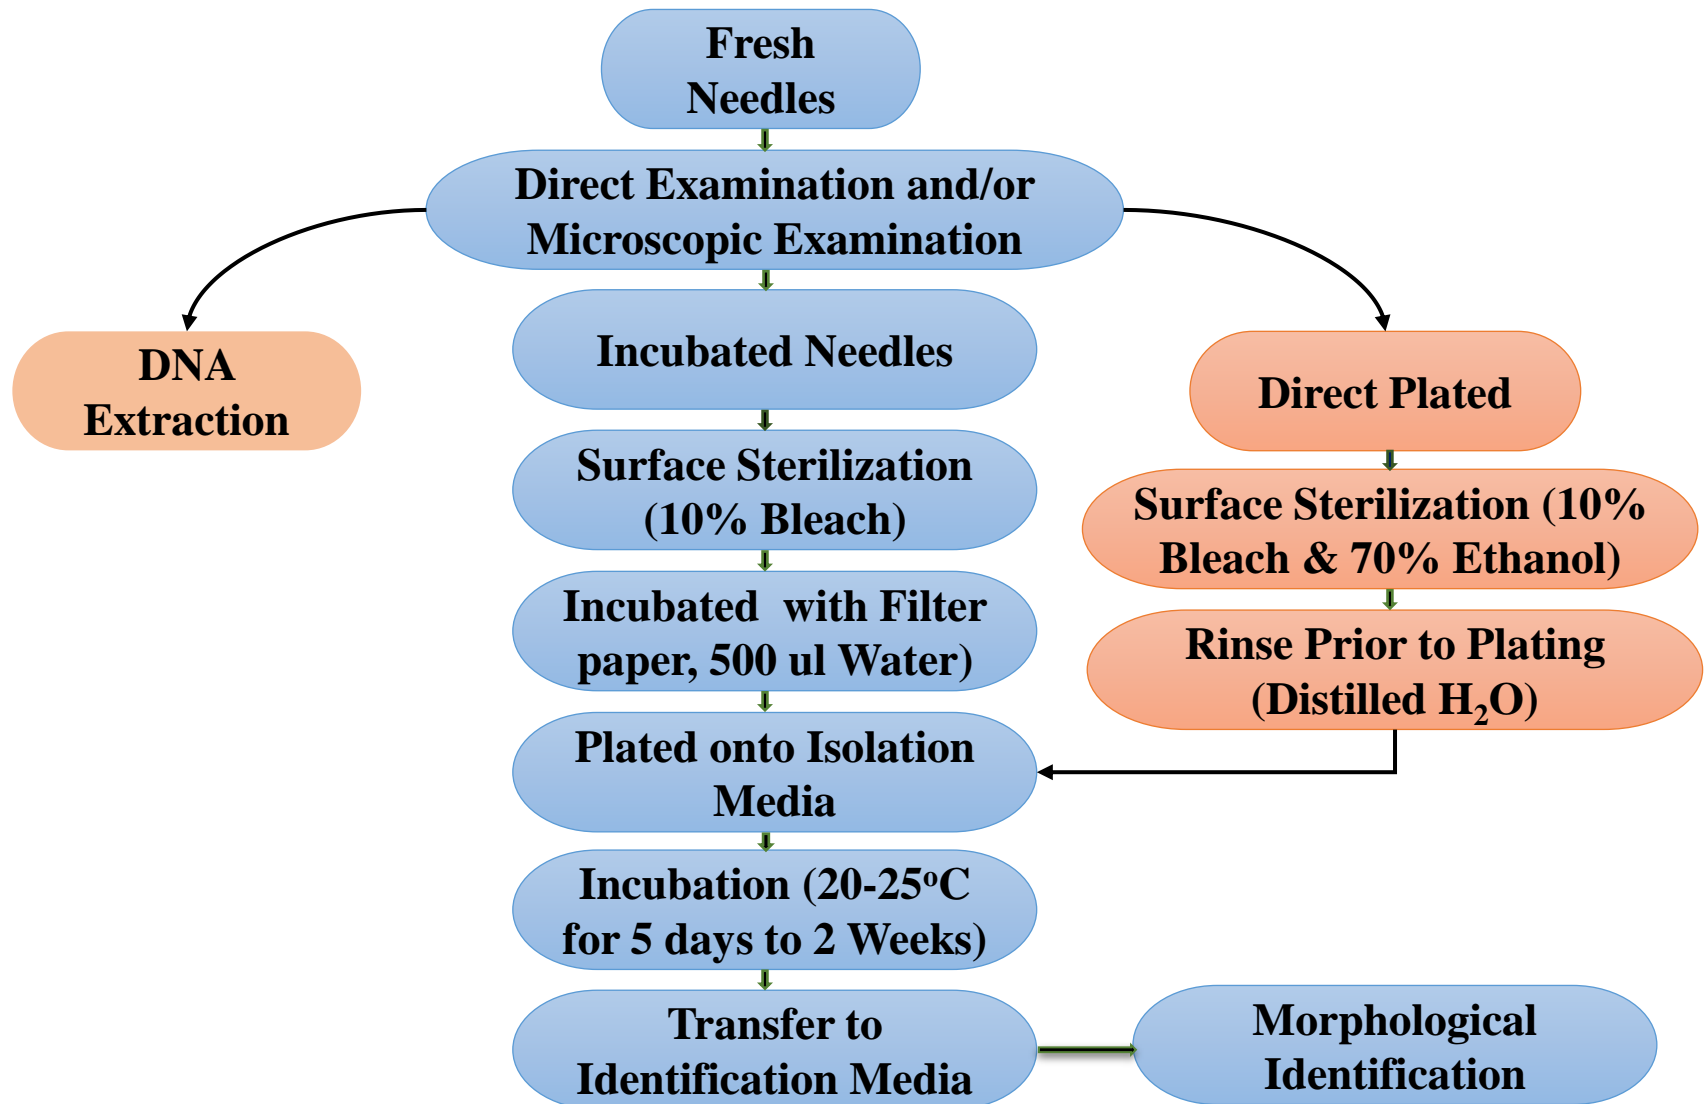 Fresh
Needles
Direct Examination and/or
Microscopic Examination
DNA
Extraction
Incubated Needles
Direct Plated
Surface Sterilization
(10% Bleach)
Surface Sterilization (10%
Bleach & 70% Ethanol)
Incubated  with Filter
paper, 500 ul Water)
Rinse Prior to Plating
(Distilled H₂O)
Plated onto Isolation
Media
Incubation (20-25ºC
for 5 days to 2 Weeks)
Transfer to
Identification Media
Morphological
Identification